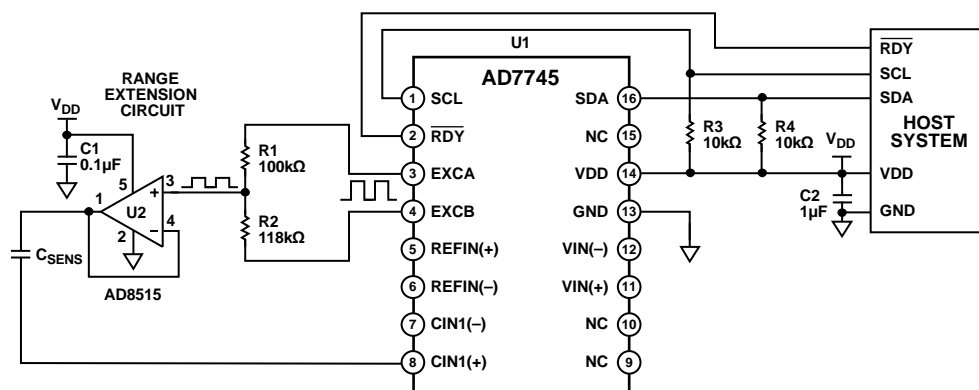 U1
AD7745
RANGE
EXTENSION
CIRCUIT
VDD
C1
0.1µF
5
1
3
4
2
+
–
U2
AD8515
CSENS
R1
100kΩ
R2
118kΩ
1 SCL
2 RDY
3 EXCA
4 EXCB
5 REFIN(+)
6 REFIN(–)
7 CIN1(–)
8 CIN1(+)
SDA 16
NC 15
VDD 14
GND 13
VIN(–) 12
VIN(+) 11
NC 10
NC 9
R3
10kΩ
R4
10kΩ
VDD
C2
1µF
RDY
SCL
SDA
HOST
SYSTEM
VDD
GND